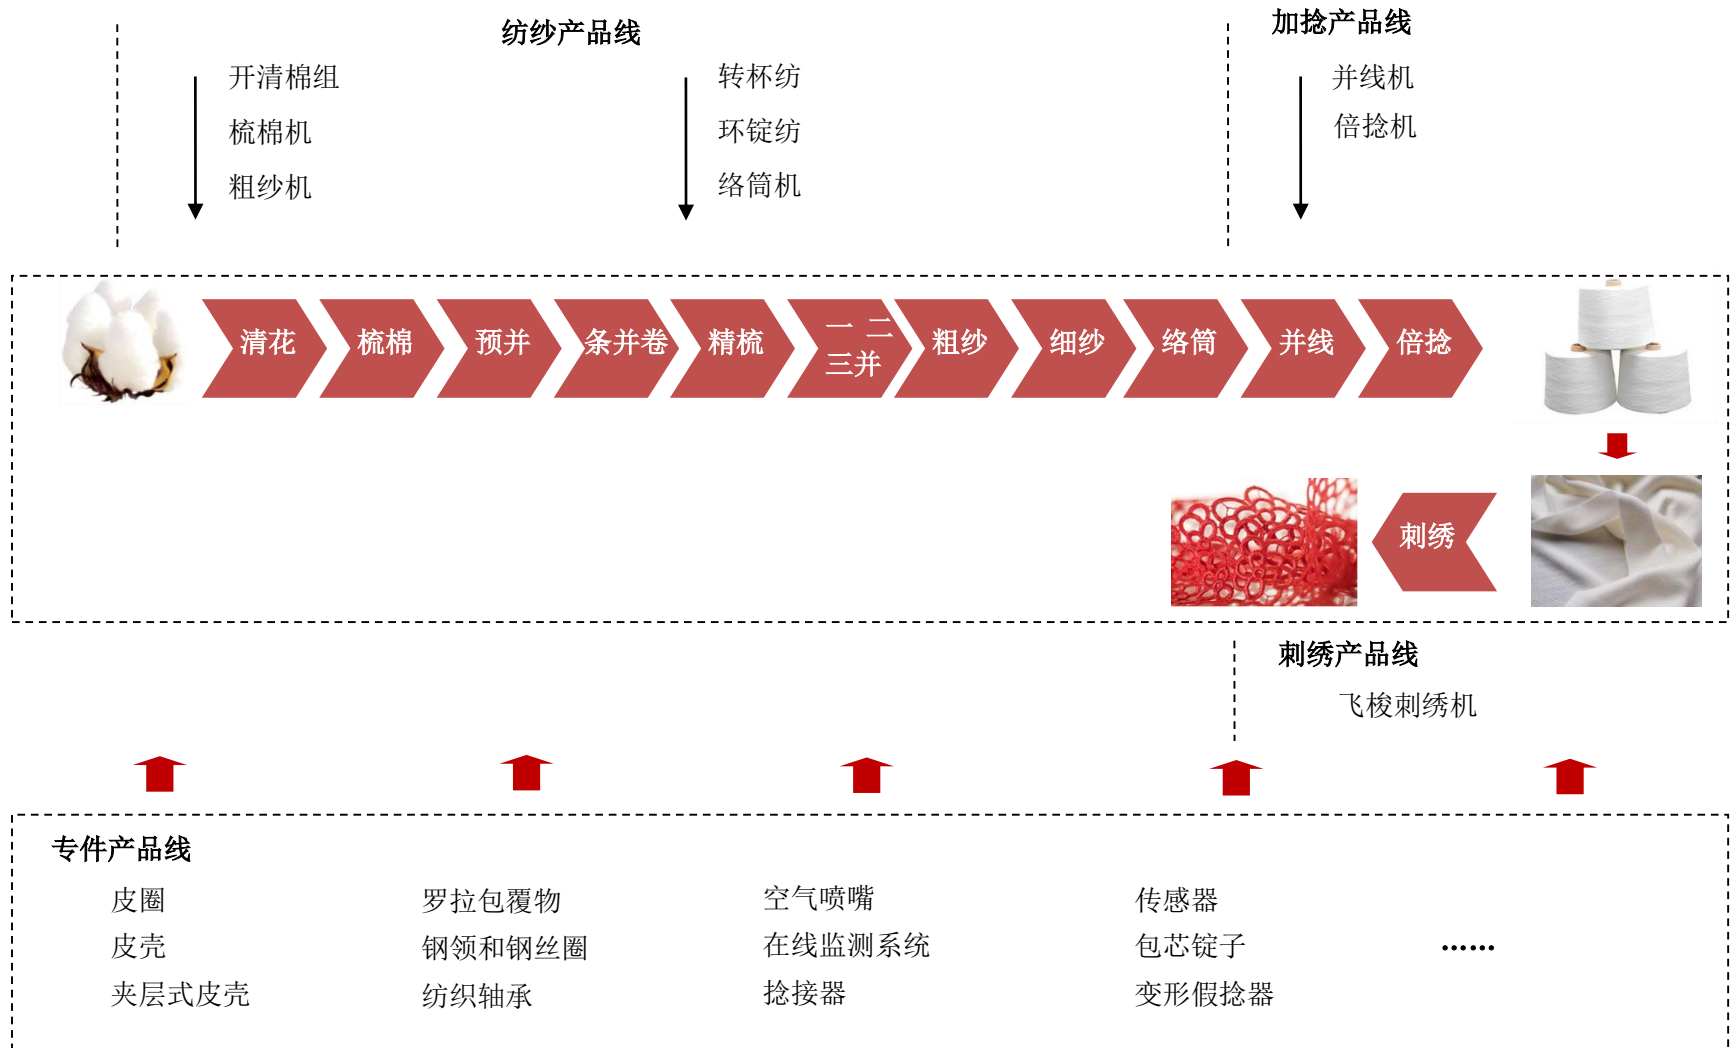 纺纱产品线
加捻产品线
开清棉组
梳棉机
粗纱机
转杯纺
环锭纺
络筒机
并线机
倍捻机
清花
梳棉
预并
条并卷
精梳
一 二
三并
粗纱
细纱
络筒
并线
倍捻
刺绣
刺绣产品线
飞梭刺绣机
专件产品线
皮圈
皮壳
夹层式皮壳
罗拉包覆物
钢领和钢丝圈
纺织轴承
空气喷嘴
在线监测系统
捻接器
传感器
包芯锭子
变形假捻器
……